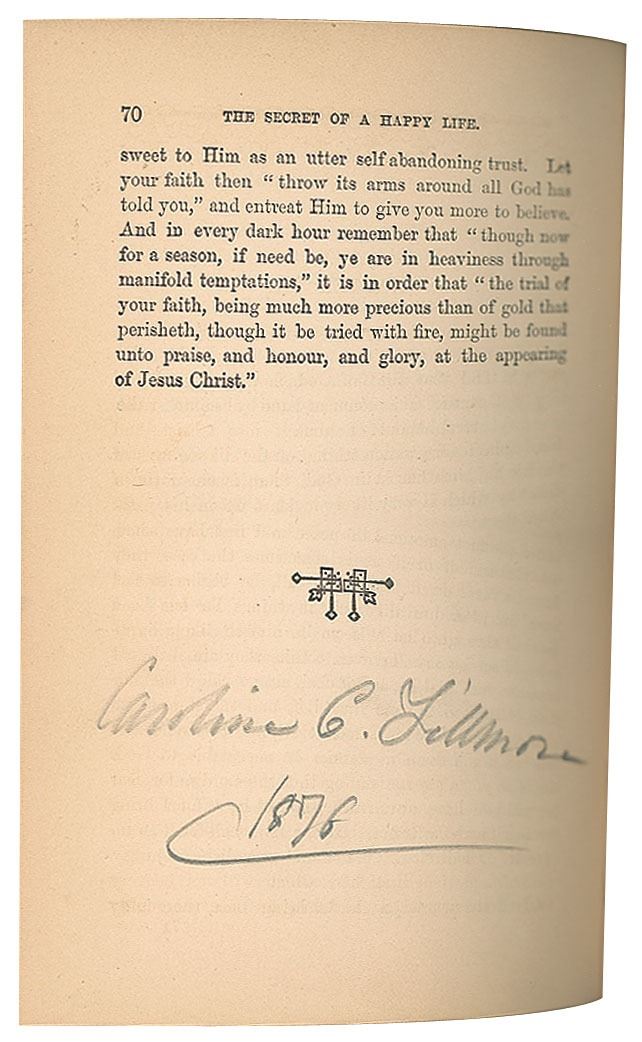 70 THE SECRET OF A HAPPY LIFE.
sweet to Him as an utter self abandoning trust. Let
your faith then “throw its arms around all God has
told you,” and entreat Him to give you more to believe.
And in every dark hour remember that “though now
for a season, if need be, ye are in heaviness through
manifold temptations,” it is in order that “the trial of
your faith, being much more precious than of gold that
perisheth, though it be tried with fire, might be found
unto praise, and honour, and glory, at the appearing
of Jesus Christ.”
Caroline C. Fillmore
1876